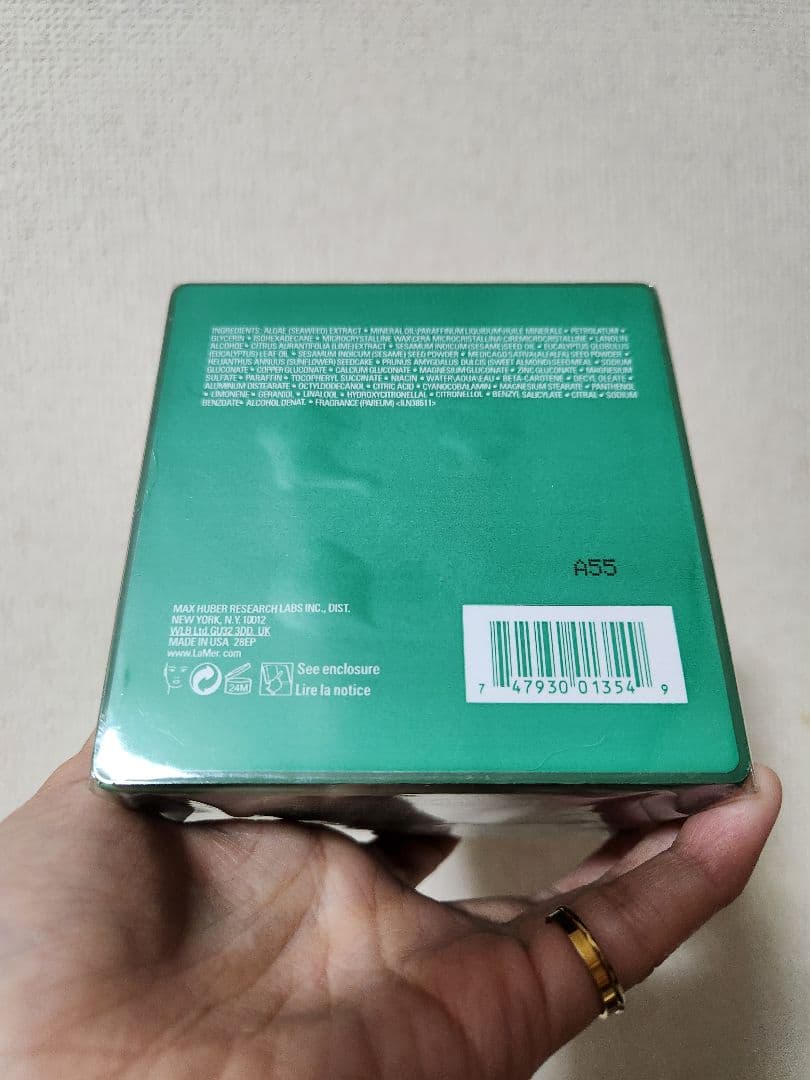 INGREDIENTS: ALGAE (SEAWEED) EXTRACT • MINERAL OIL\PARAFFINUM LIQUIDUM\HUILE MINERALE • PETROLATUM •
GLYCERIN • ISOHEXADECANE • MICROCRYSTALLINE WAX\CERA MICROCRISTALLINA\CIRE MICROCRISTALLINE • LANOLIN
ALCOHOL • CITRUS AURANTIFOLIA (LIME) EXTRACT • SESAMUM INDICUM (SESAME) SEED OIL • EUCALYPTUS GLOBULUS
(EUCALYPTUS) LEAF OIL • SESAMUM INDICUM (SESAME) SEED POWDER • MEDICAGO SATIVA (ALFALFA) SEED POWDER •
HELIANTHUS ANNUUS (SUNFLOWER) SEEDCAKE • PRUNUS AMYGDALUS DULCIS (SWEET ALMOND) SEED MEAL • SODIUM
GLUCONATE • COPPER GLUCONATE • CALCIUM GLUCONATE • MAGNESIUM GLUCONATE • ZINC GLUCONATE • MAGNESIUM
SULFATE • PARAFFIN • TOCOPHERYL SUCCINATE • NIACIN • WATER\AQUA\EAU • BETA-CAROTENE • DECYL OLEATE •
ALUMINUM DISTEARATE • OCTYLDODECANOL • CITRIC ACID • CYANOCOBALAMIN • MAGNESIUM STEARATE • PANTHENOL
• LIMONENE • GERANIOL • LINALOOL • HYDROXYCITRONELLAL • CITRONELLOL • BENZYL SALICYLATE • CITRAL • SODIUM
BENZOATE • ALCOHOL DENAT. • FRAGRANCE (PARFUM) <ILN38611>
A55
MAX HUBER RESEARCH LABS INC., DIST.
NEW YORK, N.Y. 10012
WLB Ltd. GU32 3DD. UK
MADE IN USA 28EP
www.LaMer.com
24M
See enclosure
Lire la notice
7 47930 01354 9